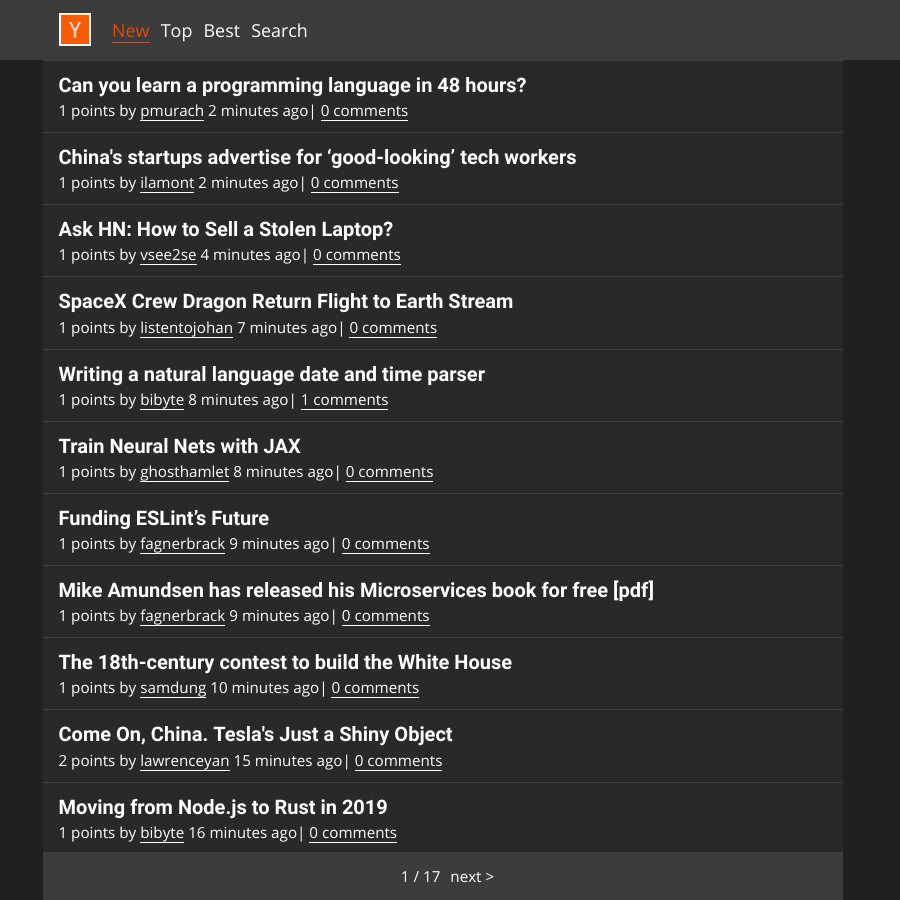 Y New Top Best Search
Can you learn a programming language in 48 hours?
1 points by pmurach 2 minutes ago| 0 comments
China's startups advertise for ‘good-looking’ tech workers
1 points by ilamont 2 minutes ago| 0 comments
Ask HN: How to Sell a Stolen Laptop?
1 points by vsee2se 4 minutes ago| 0 comments
SpaceX Crew Dragon Return Flight to Earth Stream
1 points by listentojohan 7 minutes ago| 0 comments
Writing a natural language date and time parser
1 points by bibyte 8 minutes ago| 1 comments
Train Neural Nets with JAX
1 points by ghosthamlet 8 minutes ago| 0 comments
Funding ESLint’s Future
1 points by fagnerbrack 9 minutes ago| 0 comments
Mike Amundsen has released his Microservices book for free [pdf]
1 points by fagnerbrack 9 minutes ago| 0 comments
The 18th-century contest to build the White House
1 points by samdung 10 minutes ago| 0 comments
Come On, China. Tesla's Just a Shiny Object
2 points by lawrenceyan 15 minutes ago| 0 comments
Moving from Node.js to Rust in 2019
1 points by bibyte 16 minutes ago| 0 comments
1 / 17 next >